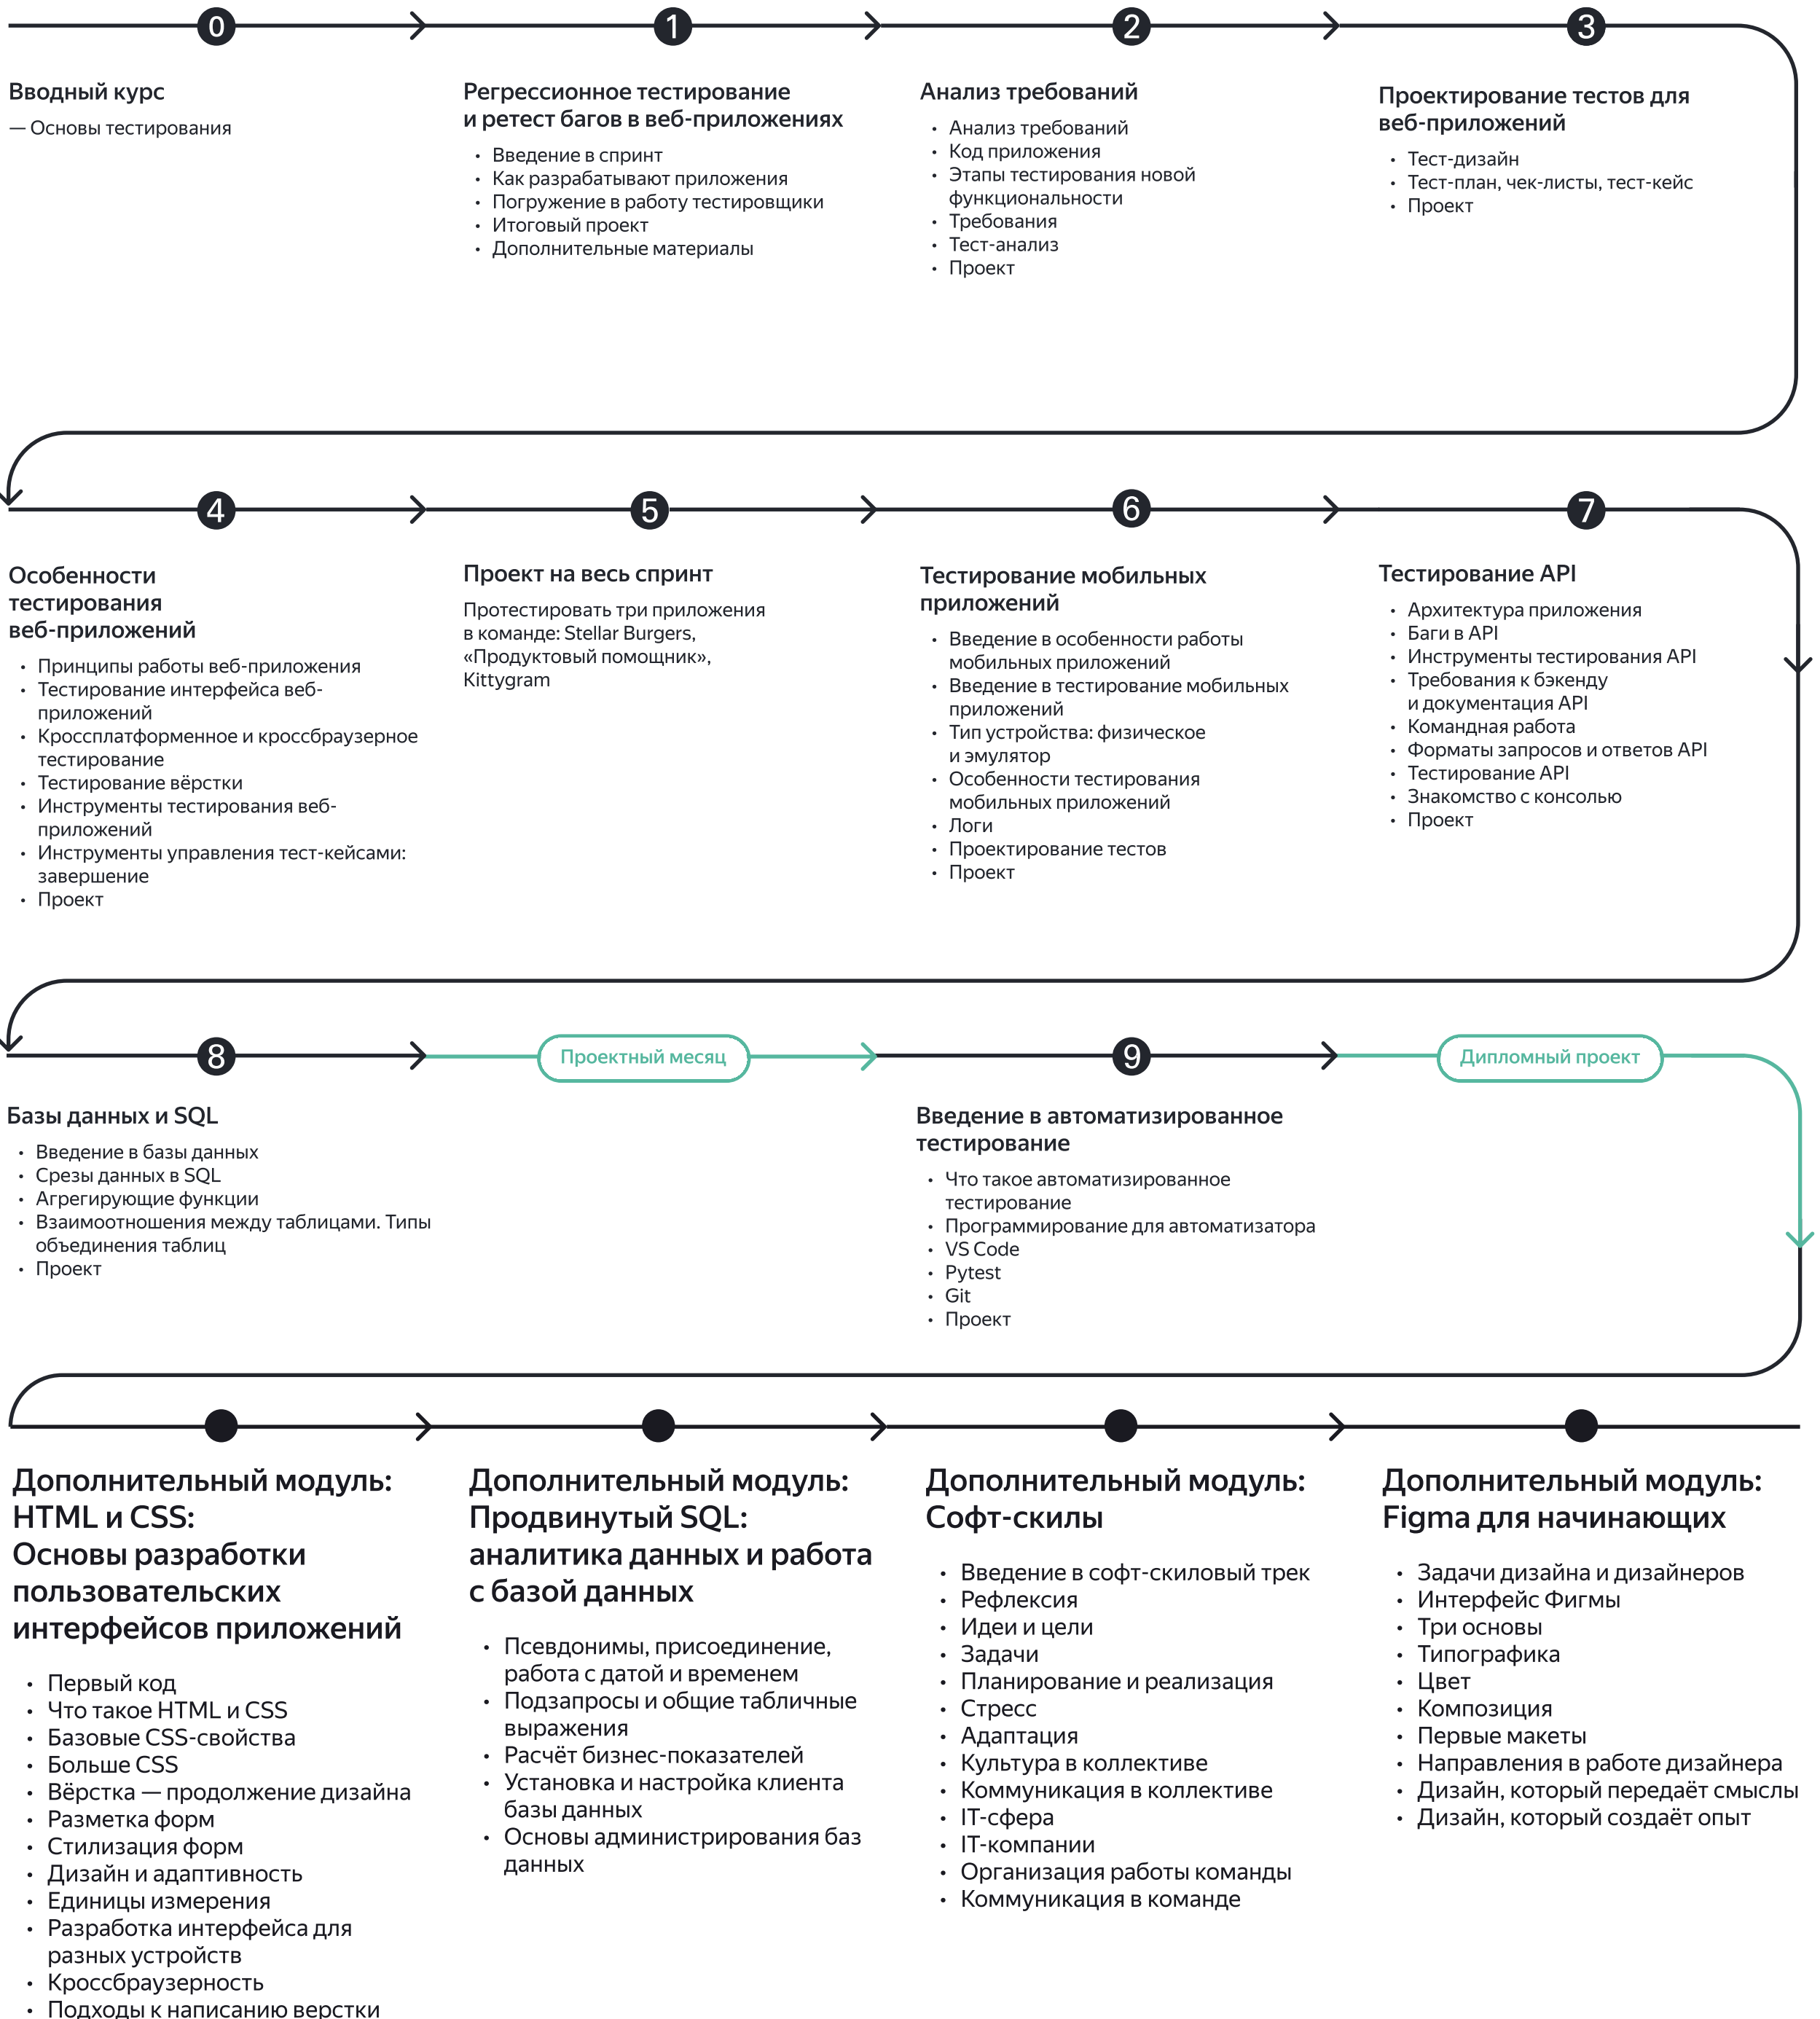 0
1
2
3
Вводный курс
— Основы тестирования
Регрессионное тестирование
и ретест багов в веб-приложениях
• Введение в спринт
• Как разрабатывают приложения
• Погружение в работу тестировщики
• Итоговый проект
• Дополнительные материалы
Анализ требований
• Анализ требований
• Код приложения
• Этапы тестирования новой
функциональности
• Требования
• Тест-анализ
• Проект
Проектирование тестов для
веб-приложений
• Тест-дизайн
• Тест-план, чек-листы, тест-кейс
• Проект
4
5
6
7
Особенности
тестирования
веб-приложений
• Принципы работы веб-приложения
• Тестирование интерфейса веб-
приложений
• Кроссплатформенное и кроссбраузерное
тестирование
• Тестирование вёрстки
• Инструменты тестирования веб-
приложений
• Инструменты управления тест-кейсами:
завершение
• Проект
Проект на весь спринт
Протестировать три приложения
в команде: Stellar Burgers,
«Продуктовый помощник»,
Kittygram
Тестирование мобильных
приложений
• Введение в особенности работы
мобильных приложений
• Введение в тестирование мобильных
приложений
• Тип устройства: физическое
и эмулятор
• Особенности тестирования
мобильных приложений
• Логи
• Проектирование тестов
• Проект
Тестирование API
• Архитектура приложения
• Баги в API
• Инструменты тестирования API
• Требования к бэкенду
и документация API
• Командная работа
• Форматы запросов и ответов API
• Тестирование API
• Знакомство с консолью
• Проект
8
Проектный месяц
9
Дипломный проект
Базы данных и SQL
• Введение в базы данных
• Срезы данных в SQL
• Агрегирующие функции
• Взаимоотношения между таблицами. Типы
объединения таблиц
• Проект
Введение в автоматизированное
тестирование
• Что такое автоматизированное
тестирование
• Программирование для автоматизатора
• VS Code
• Pytest
• Git
• Проект
Дополнительный модуль:
HTML и CSS:
Основы разработки
пользовательских
интерфейсов приложений
• Первый код
• Что такое HTML и CSS
• Базовые CSS-свойства
• Больше CSS
• Вёрстка — продолжение дизайна
• Разметка форм
• Стилизация форм
• Дизайн и адаптивность
• Единицы измерения
• Разработка интерфейса для
разных устройств
• Кроссбраузерность
• Подходы к написанию верстки
Дополнительный модуль:
Продвинутый SQL:
аналитика данных и работа
с базой данных
• Псевдонимы, присоединение,
работа с датой и временем
• Подзапросы и общие табличные
выражения
• Расчёт бизнес-показателей
• Установка и настройка клиента
базы данных
• Основы администрирования баз
данных
Дополнительный модуль:
Софт-скилы
• Введение в софт-скиловый трек
• Рефлексия
• Идеи и цели
• Задачи
• Планирование и реализация
• Стресс
• Адаптация
• Культура в коллективе
• Коммуникация в коллективе
• IT-сфера
• IT-компании
• Организация работы команды
• Коммуникация в команде
Дополнительный модуль:
Figma для начинающих
• Задачи дизайна и дизайнеров
• Интерфейс Фигмы
• Три основы
• Типографика
• Цвет
• Композиция
• Первые макеты
• Направления в работе дизайнера
• Дизайн, который передаёт смыслы
• Дизайн, который создаёт опыт